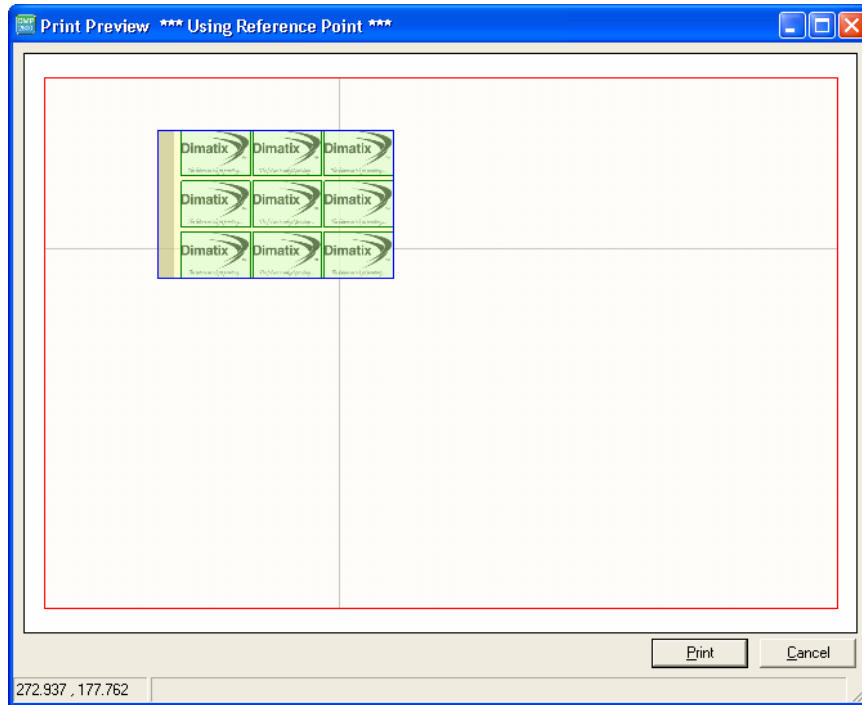 Print Preview *** Using Reference Point ***
Dimatix Dimatix Dimatix
Dimatix Dimatix Dimatix
Dimatix Dimatix Dimatix
Print Cancel
272.937 , 177.762